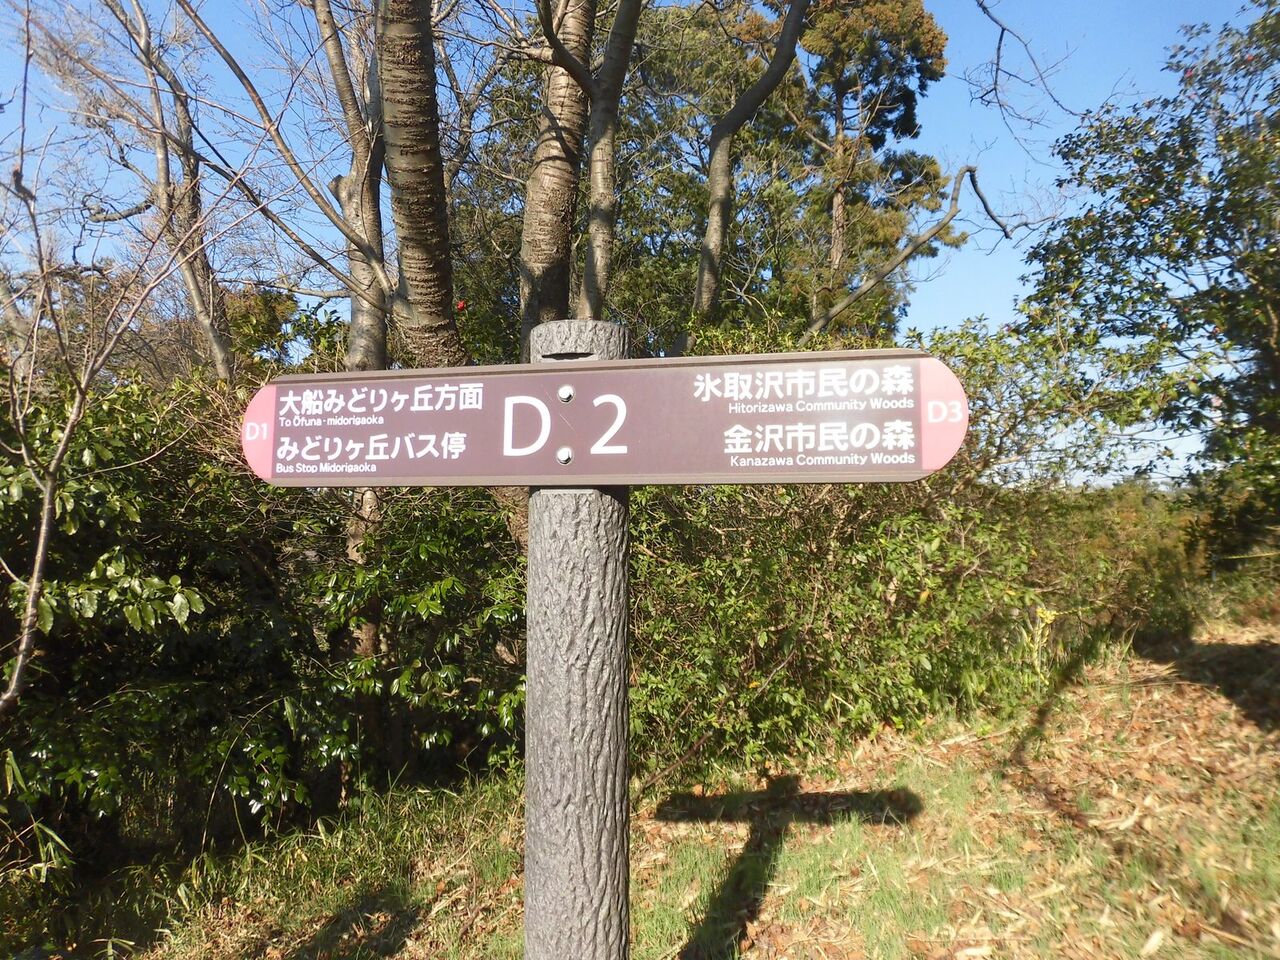 D1
大船みどりヶ丘方面
To Ofuna-midorigaoka
みどりヶ丘バス停
Bus Stop Midorigaoka
D 2
氷取沢市民の森
Hitorizawa Community Woods
金沢市民の森
Kanazawa Community Woods
D3